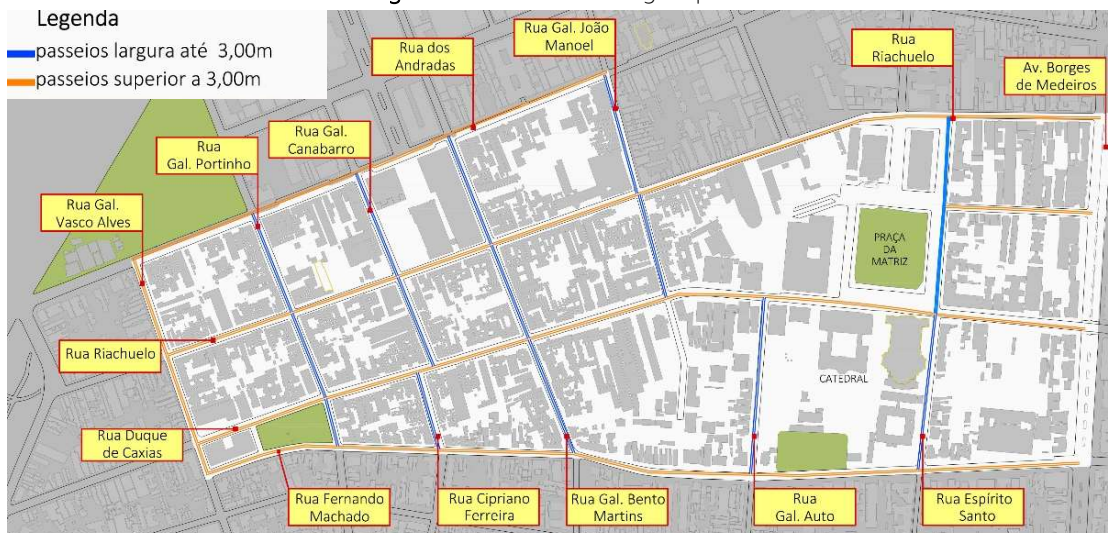 Legenda
passeios largura até 3,00m
passeios superior a 3,00m
Rua dos
Andradas
Rua Gal. João
Manoel
Rua
Riachuelo
Av. Borges
de Medeiros
Rua Gal.
Canabarro
Rua
Gal. Portinho
Rua Gal.
Vasco Alves
PRAÇA
DA
MATRIZ
Rua Riachuelo
CATEDRAL
Rua Duque
de Caxias
Rua Fernando
Machado
Rua Cipriano
Ferreira
Rua Gal. Bento
Martins
Rua
Gal. Auto
Rua Espírito
Santo